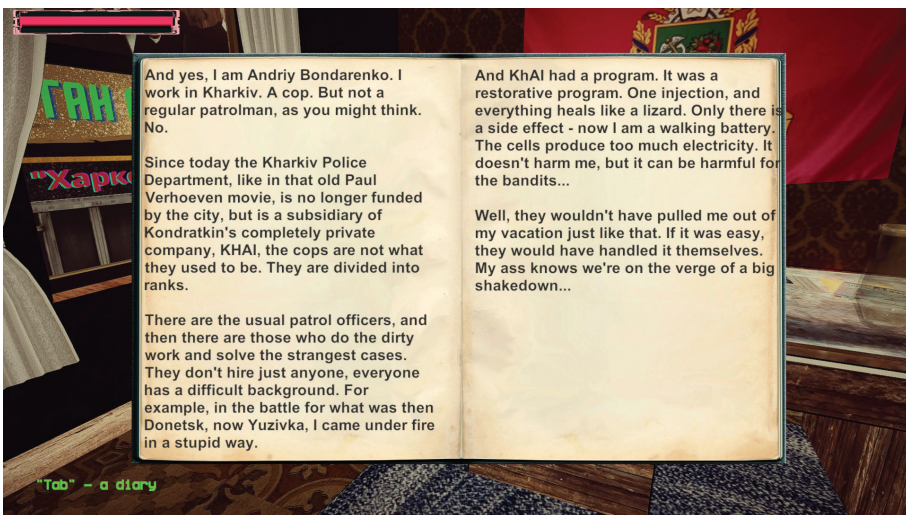 ГАН
"Харко
And yes, I am Andriy Bondarenko. I
work in Kharkiv. A cop. But not a
regular patrolman, as you might think.
No.
Since today the Kharkiv Police
Department, like in that old Paul
Verhoeven movie, is no longer funded
by the city, but is a subsidiary of
Kondratkin's completely private
company, KHAI, the cops are not what
they used to be. They are divided into
ranks.
There are the usual patrol officers, and
then there are those who do the dirty
work and solve the strangest cases.
They don't hire just anyone, everyone
has a difficult background. For
example, in the battle for what was then
Donetsk, now Yuzivka, I came under fire
in a stupid way.
And KhAI had a program. It was a
restorative program. One injection, and
everything heals like a lizard. Only there is
a side effect - now I am a walking battery.
The cells produce too much electricity. It
doesn't harm me, but it can be harmful for
the bandits...
Well, they wouldn't have pulled me out of
my vacation just like that. If it was easy,
they would have handled it themselves.
My ass knows we're on the verge of a big
shakedown...
"Tab" - a diary